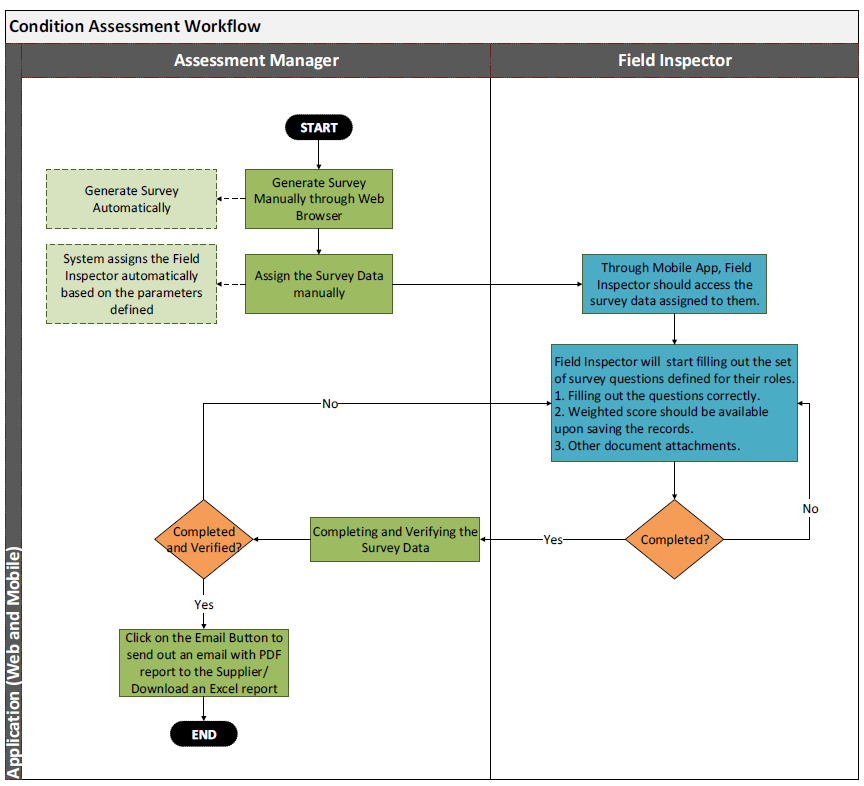 Condition Assessment Workflow
Assessment Manager
Field Inspector
Application (Web and Mobile)
START
Generate Survey
Manually through Web
Browser
Generate Survey
Automatically
Assign the Survey Data
manually
System assigns the Field
Inspector automatically
based on the parameters
defined
Through Mobile App, Field
Inspector should access the
survey data assigned to them.
Field Inspector will start filling out the set
of survey questions defined for their roles.
1. Filling out the questions correctly.
2. Weighted score should be available
upon saving the records.
3. Other document attachments.
No
Completed?
No
Yes
Completing and Verifying the
Survey Data
Completed
and Verified?
Yes
Click on the Email Button to
send out an email with PDF
report to the Supplier/
Download an Excel report
END